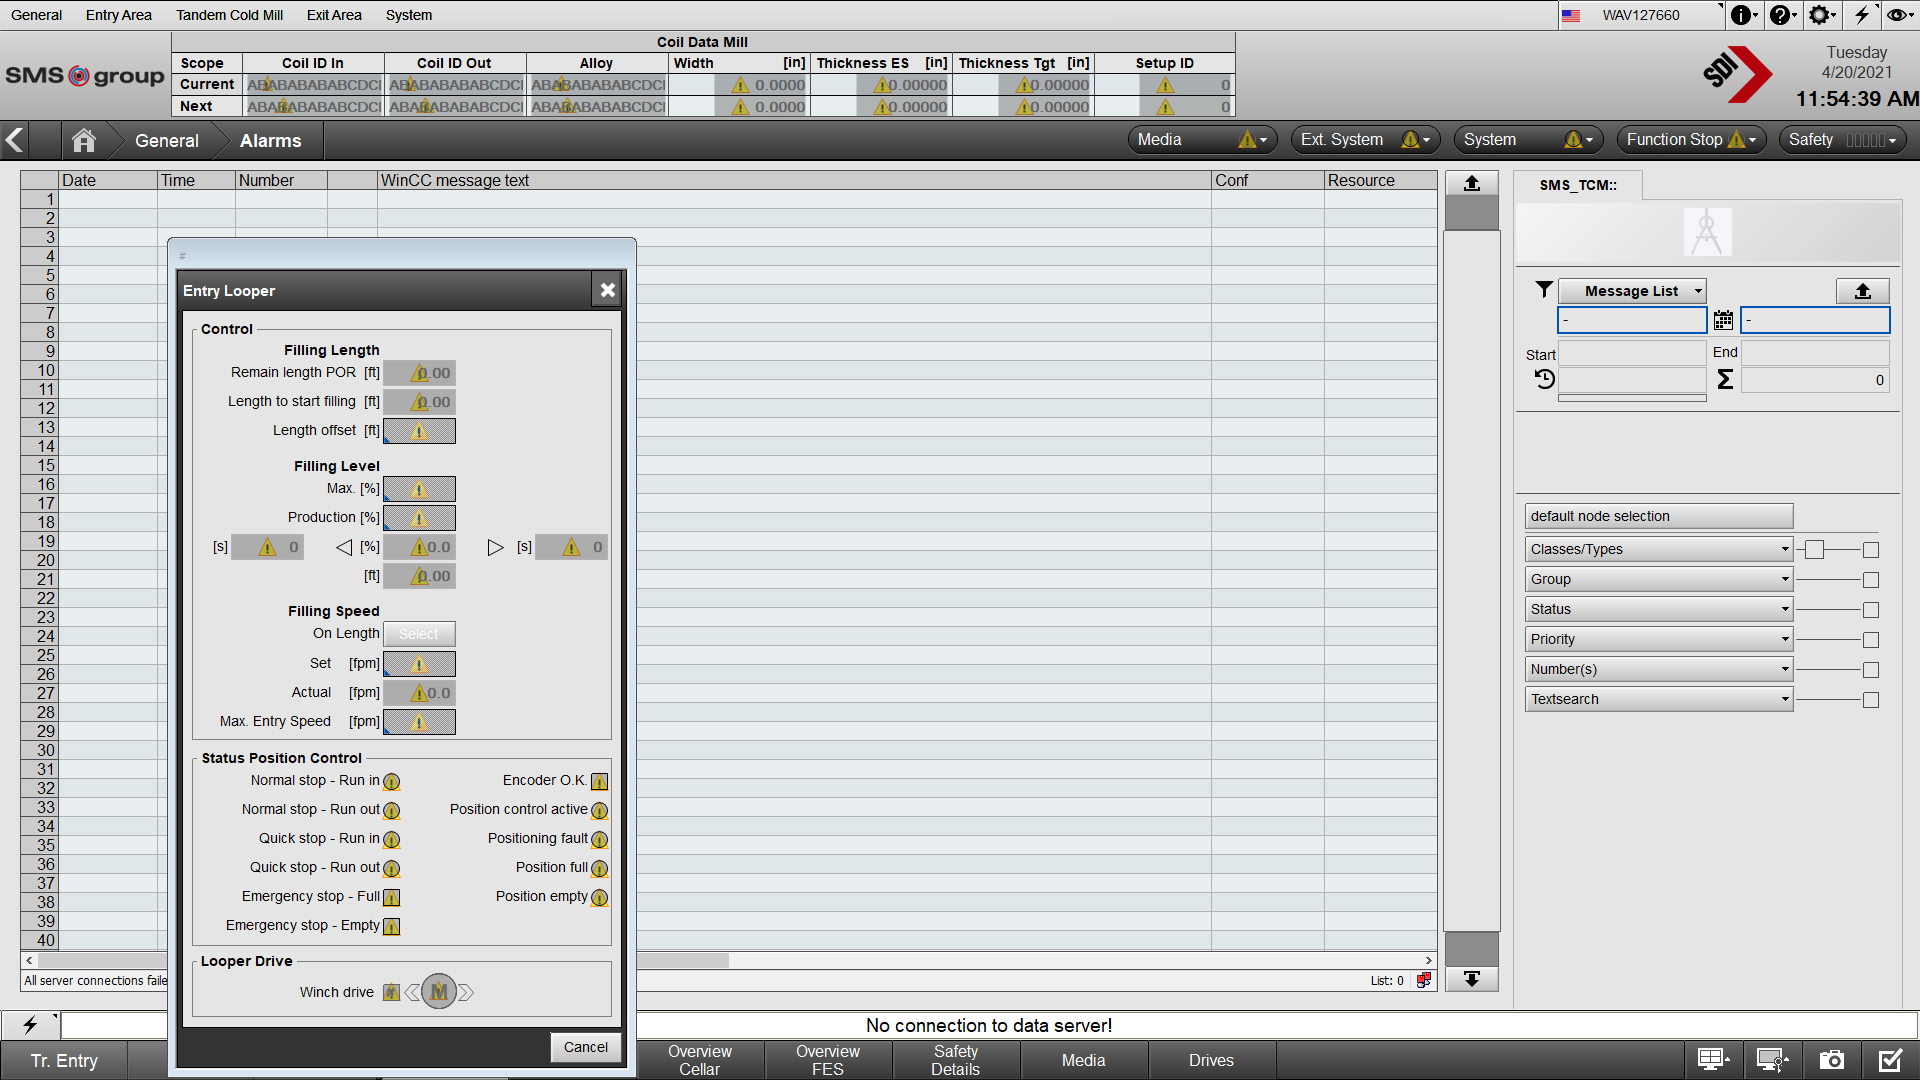 General Entry Area Tandem Cold Mill Exit Area System WAV127660
Coil Data Mill
Scope Coil ID In Coil ID Out Alloy Width [in] Thickness ES [in] Thickness Tgt [in] Setup ID
Current 0.0000 0.00000 0.00000 0
Next 0.0000 0.00000 0.00000 0
SMS group
SDI
Tuesday
4/20/2021
11:54:39 AM
General Alarms Media Ext. System System Function Stop Safety
Date Time Number WinCC message text Conf Resource
1
2
3
4
5
6
7
8
9
10
11
12
13
14
15
16
17
18
19
20
21
22
23
24
25
26
27
28
29
30
31
32
33
34
35
36
37
38
39
40
All server connections faile
List: 0
#
Entry Looper
Control
Filling Length
Remain length POR [ft] 0.00
Length to start filling [ft] 0.00
Length offset [ft]
Filling Level
Max. [%]
Production [%]
[s] 0 [%] 0.0 [s] 0
[ft] 0.00
Filling Speed
On Length Select
Set [fpm]
Actual [fpm] 0.0
Max. Entry Speed [fpm]
Status Position Control
Normal stop - Run in Encoder O.K.
Normal stop - Run out Position control active
Quick stop - Run in Positioning fault
Quick stop - Run out Position full
Emergency stop - Full Position empty
Emergency stop - Empty
Looper Drive
Winch drive M
Cancel
SMS_TCM::
Message List
- -
Start End
Σ 0
default node selection
Classes/Types
Group
Status
Priority
Number(s)
Textsearch
No connection to data server!
Tr. Entry
Overview
Cellar
Overview
FES
Safety
Details
Media
Drives